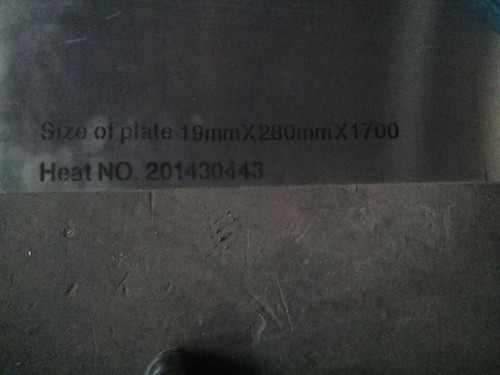 Size of plate 19mmX280mmX1700
Heat NO. 201430443